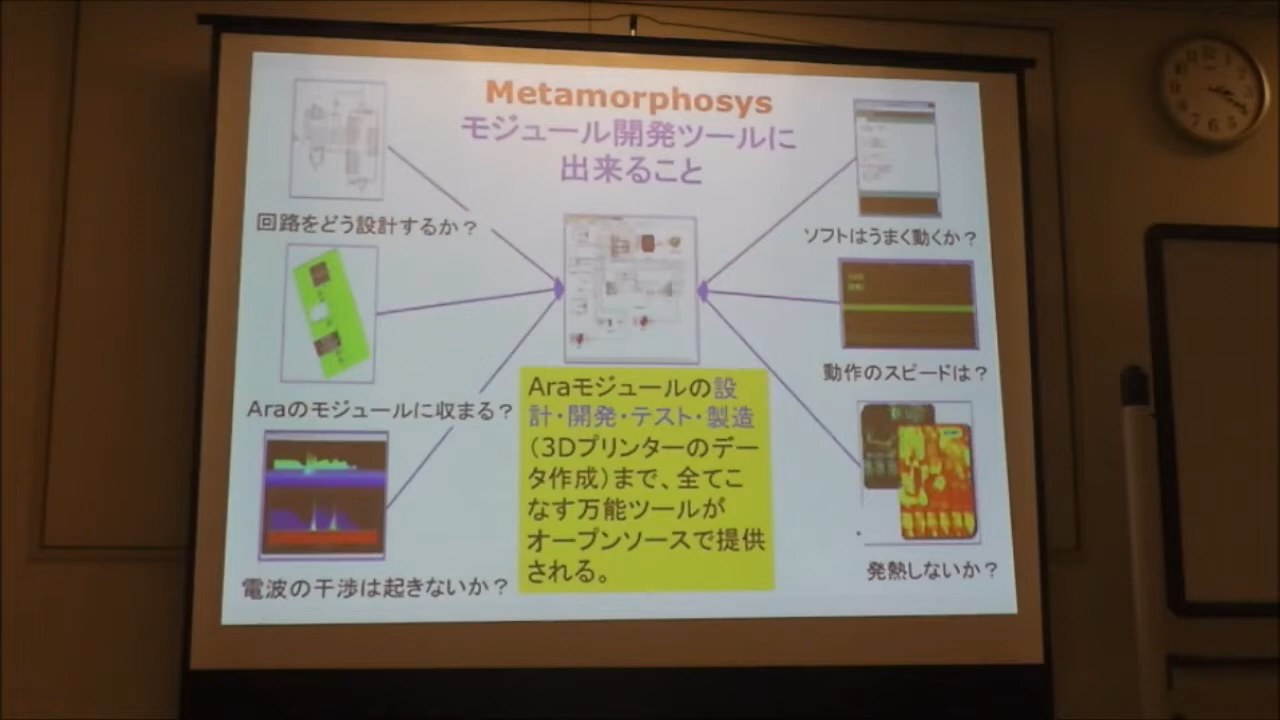 Metamorphosys
モジュール開発ツールに
出来ること
回路をどう設計するか？
Araのモジュールに収まる？
電波の干渉は起きないか？
Araモジュールの設
計・開発・テスト・製造
（3Dプリンターのデー
タ作成）まで、全てこ
なす万能ツールが
オープンソースで提供
される。
ソフトはうまく動くか？
動作のスピードは？
発熱しないか？